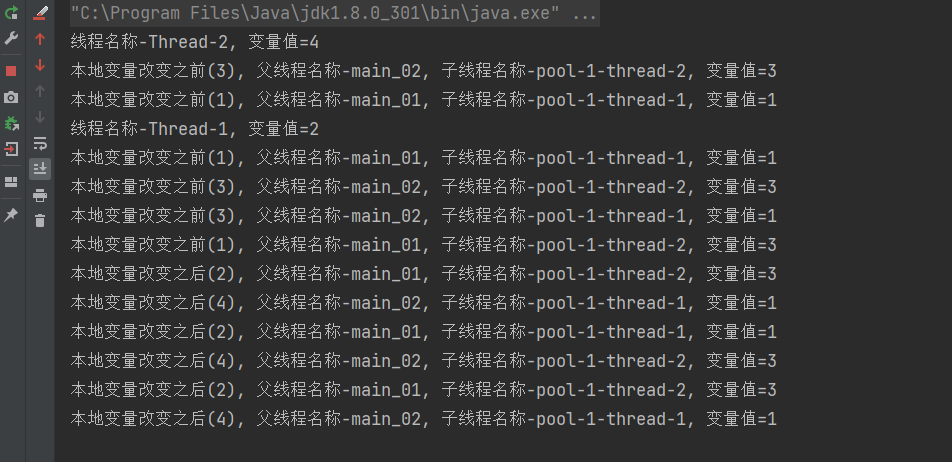 "C:\Program Files\Java\jdk1.8.0_301\bin\java.exe" ...
线程名称-Thread-2, 变量值=4
本地变量改变之前(3), 父线程名称-main_02, 子线程名称-pool-1-thread-2, 变量值=3
本地变量改变之前(1), 父线程名称-main_01, 子线程名称-pool-1-thread-1, 变量值=1
线程名称-Thread-1, 变量值=2
本地变量改变之前(1), 父线程名称-main_01, 子线程名称-pool-1-thread-1, 变量值=1
本地变量改变之前(3), 父线程名称-main_02, 子线程名称-pool-1-thread-2, 变量值=3
本地变量改变之前(3), 父线程名称-main_02, 子线程名称-pool-1-thread-1, 变量值=1
本地变量改变之前(1), 父线程名称-main_01, 子线程名称-pool-1-thread-2, 变量值=3
本地变量改变之后(2), 父线程名称-main_01, 子线程名称-pool-1-thread-2, 变量值=3
本地变量改变之后(4), 父线程名称-main_02, 子线程名称-pool-1-thread-1, 变量值=1
本地变量改变之后(2), 父线程名称-main_01, 子线程名称-pool-1-thread-1, 变量值=1
本地变量改变之后(4), 父线程名称-main_02, 子线程名称-pool-1-thread-2, 变量值=3
本地变量改变之后(2), 父线程名称-main_01, 子线程名称-pool-1-thread-2, 变量值=3
本地变量改变之后(4), 父线程名称-main_02, 子线程名称-pool-1-thread-1, 变量值=1